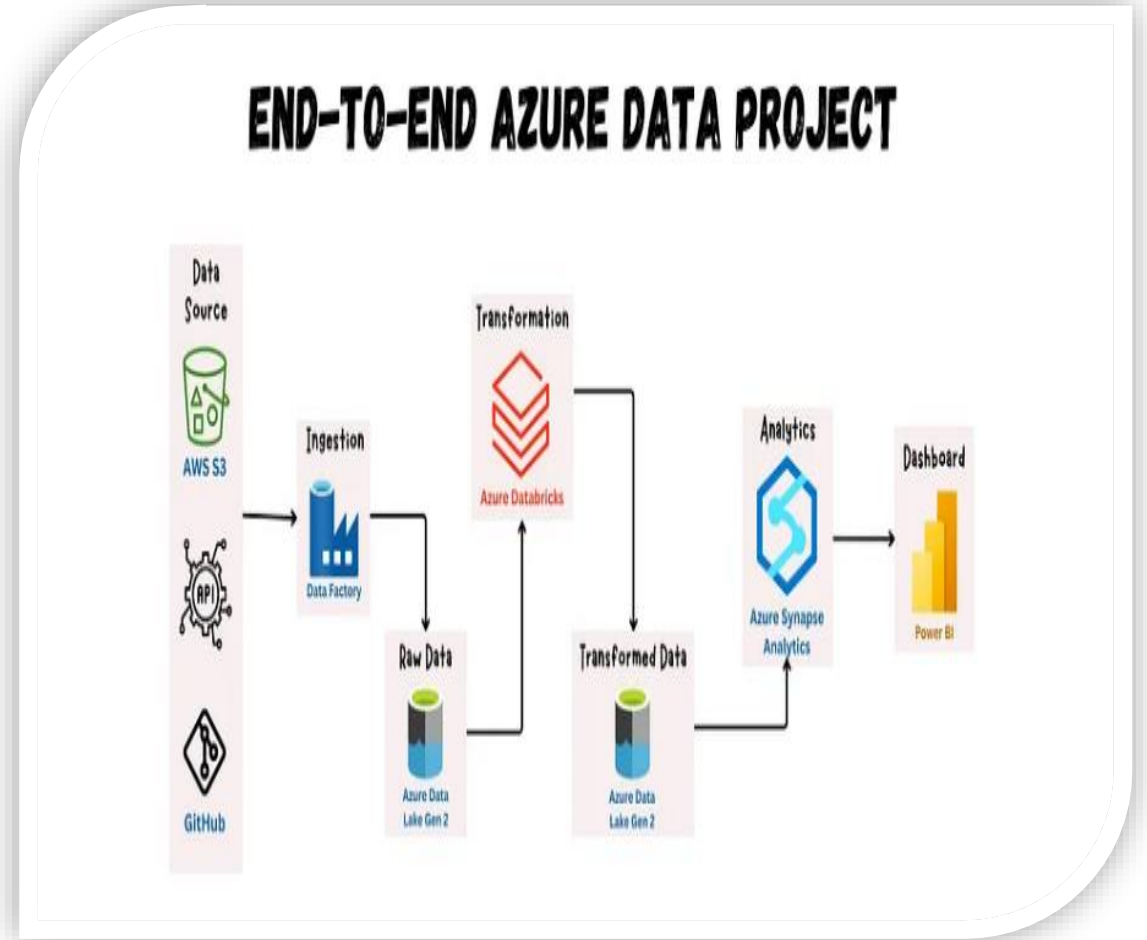 END-TO-END AZURE DATA PROJECT
Data
Source
AWS S3
API
GitHub
Ingestion
Data Factory
Raw Data
Azure Data
Lake Gen 2
Transformation
Azure Databricks
Transformed Data
Azure Data
Lake Gen 2
Analytics
Azure Synapse
Analytics
Dashboard
Power BI